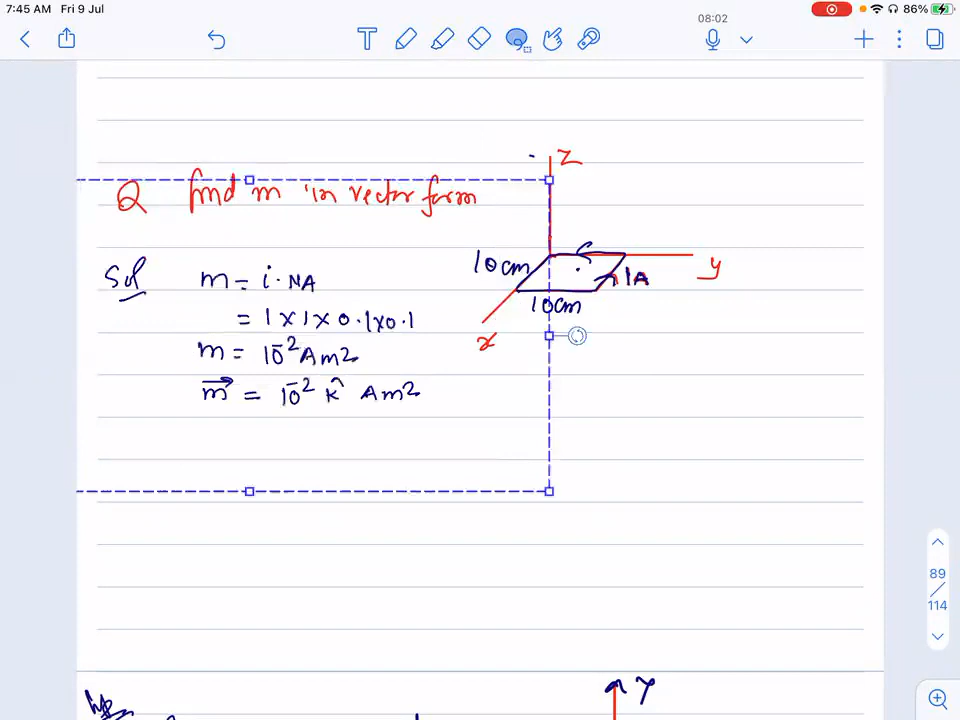 7:45 AM Fri 9 Jul
86%
08:02
Z
Q find m in vector form
10cm
y
Sol
m = i·NA
1A
10cm
= 1 x 1 x 0.1 x 0.1
x
m = 10^-2 Am2
m⃗ = 10^-2 k̂ Am2
89
114
Y